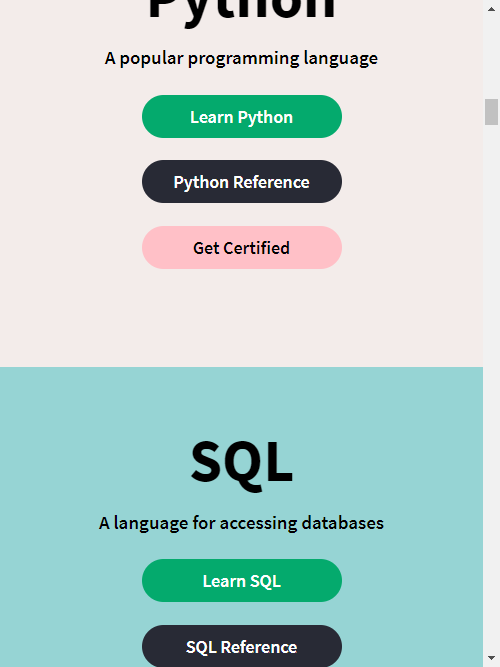 Python
A popular programming language
Learn Python
Python Reference
Get Certified
SQL
A language for accessing databases
Learn SQL
SQL Reference